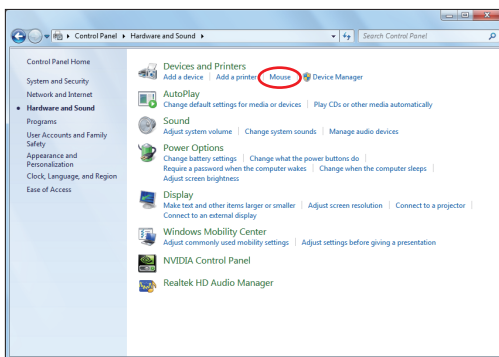 Control Panel ▸ Hardware and Sound ▸
Search Control Panel
Control Panel Home
System and Security
Network and Internet
Hardware and Sound
Programs
User Accounts and Family
Safety
Appearance and
Personalization
Clock, Language, and Region
Ease of Access
Devices and Printers
Add a device | Add a printer | Mouse | Device Manager
AutoPlay
Change default settings for media or devices | Play CDs or other media automatically
Sound
Adjust system volume | Change system sounds | Manage audio devices
Power Options
Change battery settings | Change what the power buttons do |
Require a password when the computer wakes | Change when the computer sleeps |
Adjust screen brightness
Display
Make text and other items larger or smaller | Adjust screen resolution | Connect to a projector |
Connect to an external display
Windows Mobility Center
Adjust commonly used mobility settings | Adjust settings before giving a presentation
NVIDIA Control Panel
Realtek HD Audio Manager